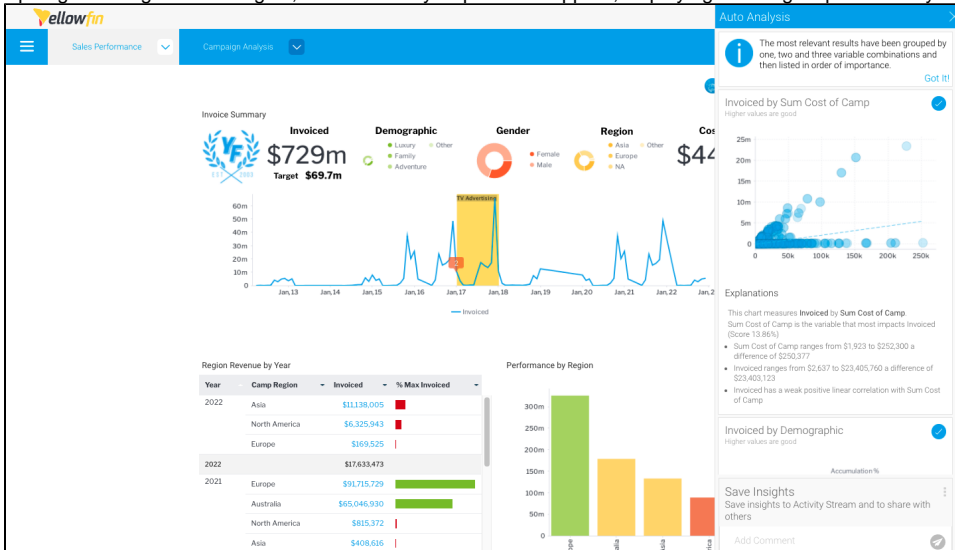 Yellowfin
Auto Analysis
Sales Performance
Campaign Analysis
The most relevant results have been grouped by
one, two and three variable combinations and
then listed in order of importance.
Got It!
Invoice Summary
Invoiced
$729m
Target $69.7m
Demographic
Luxury
Other
Family
Adventure
Gender
Female
Male
Region
Asia
Other
Europe
NA
Cos
$44
YF
EST
2003
TV Advertising
60m
50m
40m
30m
20m
10m
0
2
Jan,13 Jan,14 Jan,15 Jan,16 Jan,17 Jan,18 Jan,19 Jan,20 Jan,21 Jan,22 Jan,2
Invoiced
Region Revenue by Year
Year Camp Region Invoiced % Max Invoiced
2022 Asia $11,138,005
North America $6,325,943
Europe $169,525
2022 $17,633,473
2021 Europe $91,715,729
Australia $65,046,930
North America $815,372
Asia $408,616
Performance by Region
300m
250m
200m
150m
100m
50m
0
ope
alia
sia
rica
Invoiced by Sum Cost of Camp
Higher values are good
25m
20m
15m
10m
5m
0
0 50k 100k 150k 200k 250k
Explanations
This chart measures Invoiced by Sum Cost of Camp.
Sum Cost of Camp is the variable that most impacts Invoiced
(Score 13.86%)
Sum Cost of Camp ranges from $1,923 to $252,300 a
difference of $250,377
Invoiced ranges from $2,637 to $23,405,760 a difference of
$23,403,123
Invoiced has a weak positive linear correlation with Sum Cost
of Camp
Invoiced by Demographic
Higher values are good
Accumulation %
Save Insights
Save insights to Activity Stream and to share with
others
Add Comment